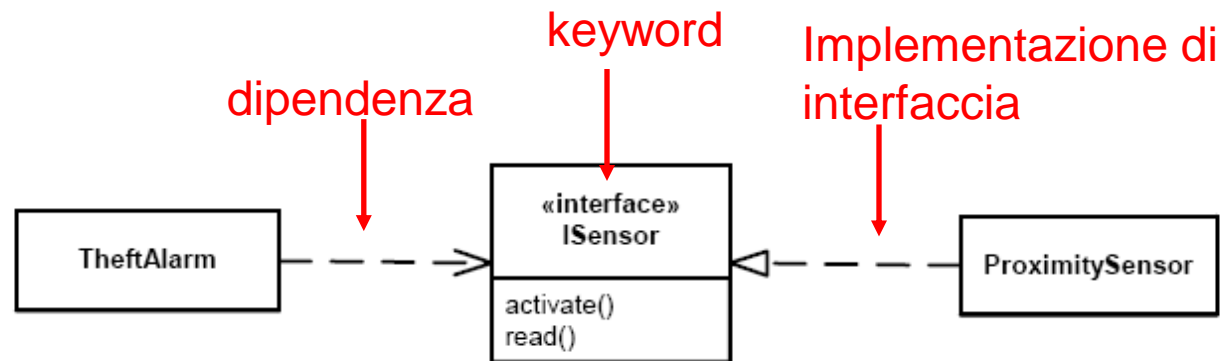 keyword
Implementazione di
interfaccia
dipendenza
«interface»
ISensor
TheftAlarm
ProximitySensor
activate()
read()